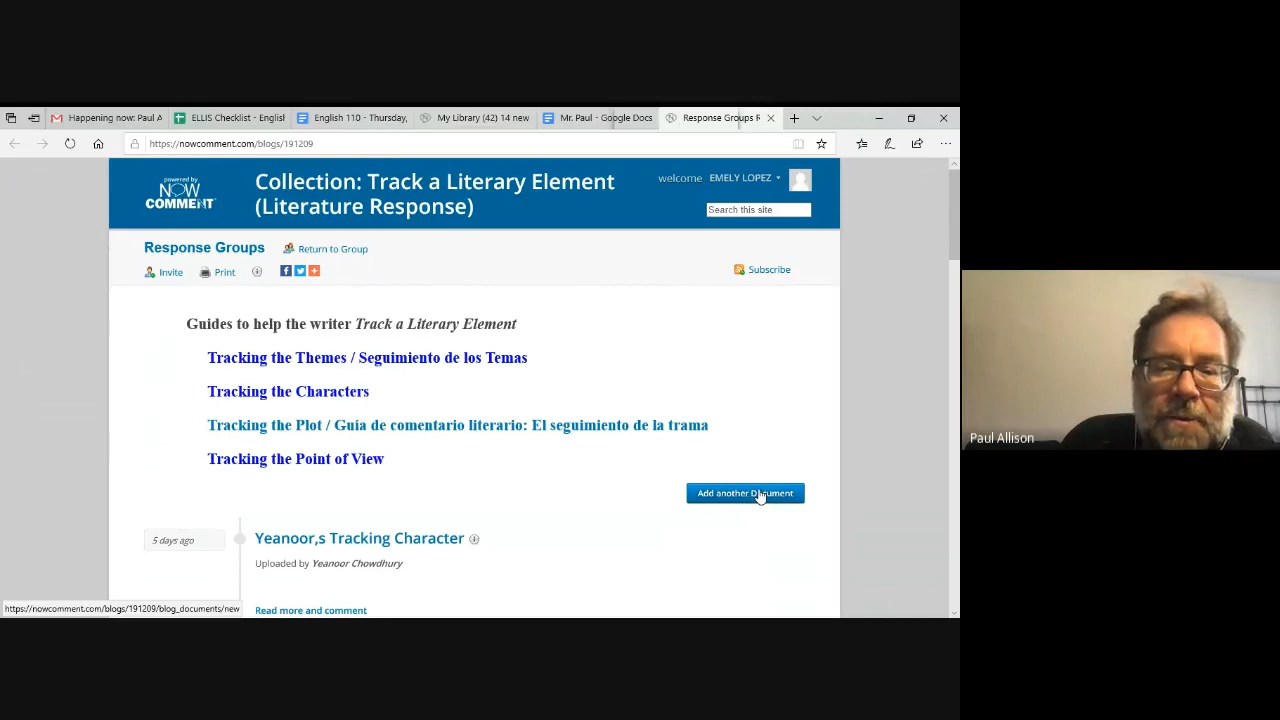 Happening now: Paul A
ELLIS Checklist - Englis
English 110 - Thursday,
My Library (42) 14 new
Mr. Paul - Google Docs
Response Groups R
https://nowcomment.com/blogs/191209
powered by
NOW
COMMENT
Collection: Track a Literary Element
(Literature Response)
welcome EMELY LOPEZ
Search this site
Response Groups Return to Group
Invite Print
Subscribe
Guides to help the writer Track a Literary Element
Tracking the Themes / Seguimiento de los Temas
Tracking the Characters
Tracking the Plot / Guía de comentario literario: El seguimiento de la trama
Tracking the Point of View
Add another Document
5 days ago
Yeanoor,s Tracking Character
Uploaded by Yeanoor Chowdhury
Read more and comment
https://nowcomment.com/blogs/191209/blog_documents/new
Paul Allison